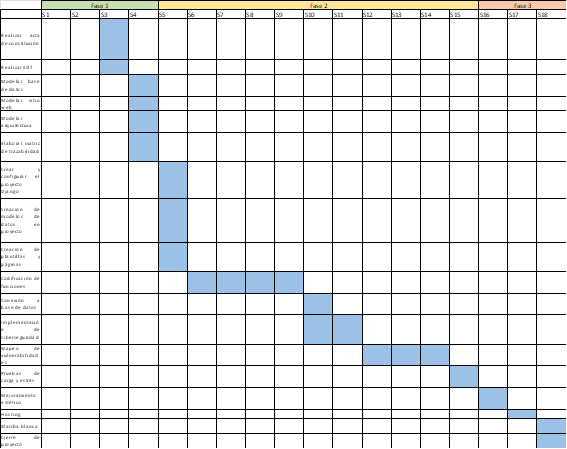 Fase 1 Fase 2 Fase 3
S1 S2 S3 S4 S5 S6 S7 S8 S9 S10 S11 S12 S13 S14 S15 S16 S17 S18
Realizar acta
de constitución
Realizar EDT
Modelar base
de datos
Modelar sitio
web
Modelar
arquitectura
Elaborar matriz
de trazabilidad
Crear y
configurar el
proyecto
Django
Creación de
modelos de
datos en
proyecto
Creación de
plantillas y
páginas
Codificación de
funciones
Conexión a
base de datos
Implementació
n de
ciberseguridad
Mapeo de
vulnerabilidad
es
Pruebas de
carga y estrés
Mejoramiento
estético
Hosting
Marcha blanca
Cierre de
proyecto